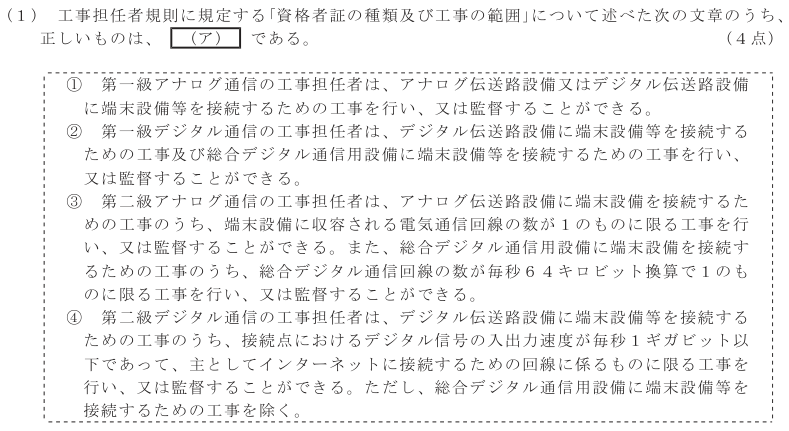 （１） 工事担任者規則に規定する「資格者証の種類及び工事の範囲」について述べた次の文章のうち、
正しいものは、 （ア） である。 （４点）
① 第一級アナログ通信の工事担任者は、アナログ伝送路設備又はデジタル伝送路設備
に端末設備等を接続するための工事を行い、又は監督することができる。
② 第一級デジタル通信の工事担任者は、デジタル伝送路設備に端末設備等を接続する
ための工事及び総合デジタル通信用設備に端末設備等を接続するための工事を行い、
又は監督することができる。
③ 第二級アナログ通信の工事担任者は、アナログ伝送路設備に端末設備を接続するた
めの工事のうち、端末設備に収容される電気通信回線の数が１のものに限る工事を行
い、又は監督することができる。また、総合デジタル通信用設備に端末設備を接続す
るための工事のうち、総合デジタル通信回線の数が毎秒６４キロビット換算で１のも
のに限る工事を行い、又は監督することができる。
④ 第二級デジタル通信の工事担任者は、デジタル伝送路設備に端末設備等を接続する
ための工事のうち、接続点におけるデジタル信号の入出力速度が毎秒１ギガビット以
下であって、主としてインターネットに接続するための回線に係るものに限る工事を
行い、又は監督することができる。ただし、総合デジタル通信用設備に端末設備等を
接続するための工事を除く。